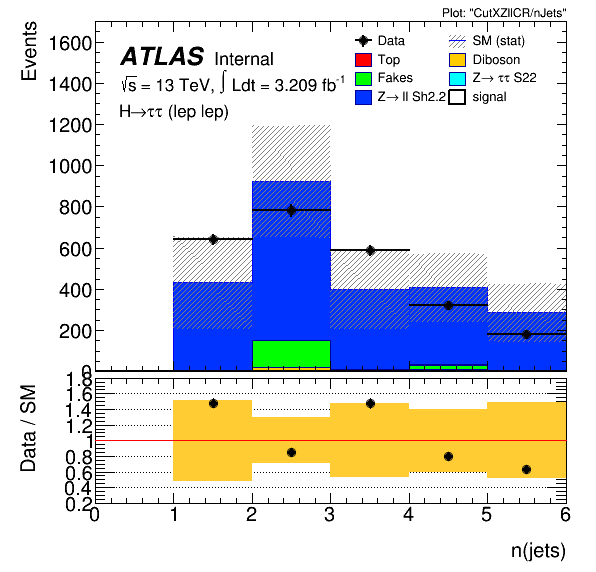 Plot: "CutXZllCR/nJets"
Events
1600
1400
1200
1000
800
600
400
200
0
ATLAS Internal
√s = 13 TeV, ∫ Ldt = 3.209 fb⁻¹
H→ττ (lep lep)
Data
SM (stat)
Top
Diboson
Fakes
Z→ ττ S22
Z→ ll Sh2.2
signal
Data / SM
1.8
1.6
1.4
1.2
1
0.8
0.6
0.4
0.2
0 1 2 3 4 5 6
n(jets)